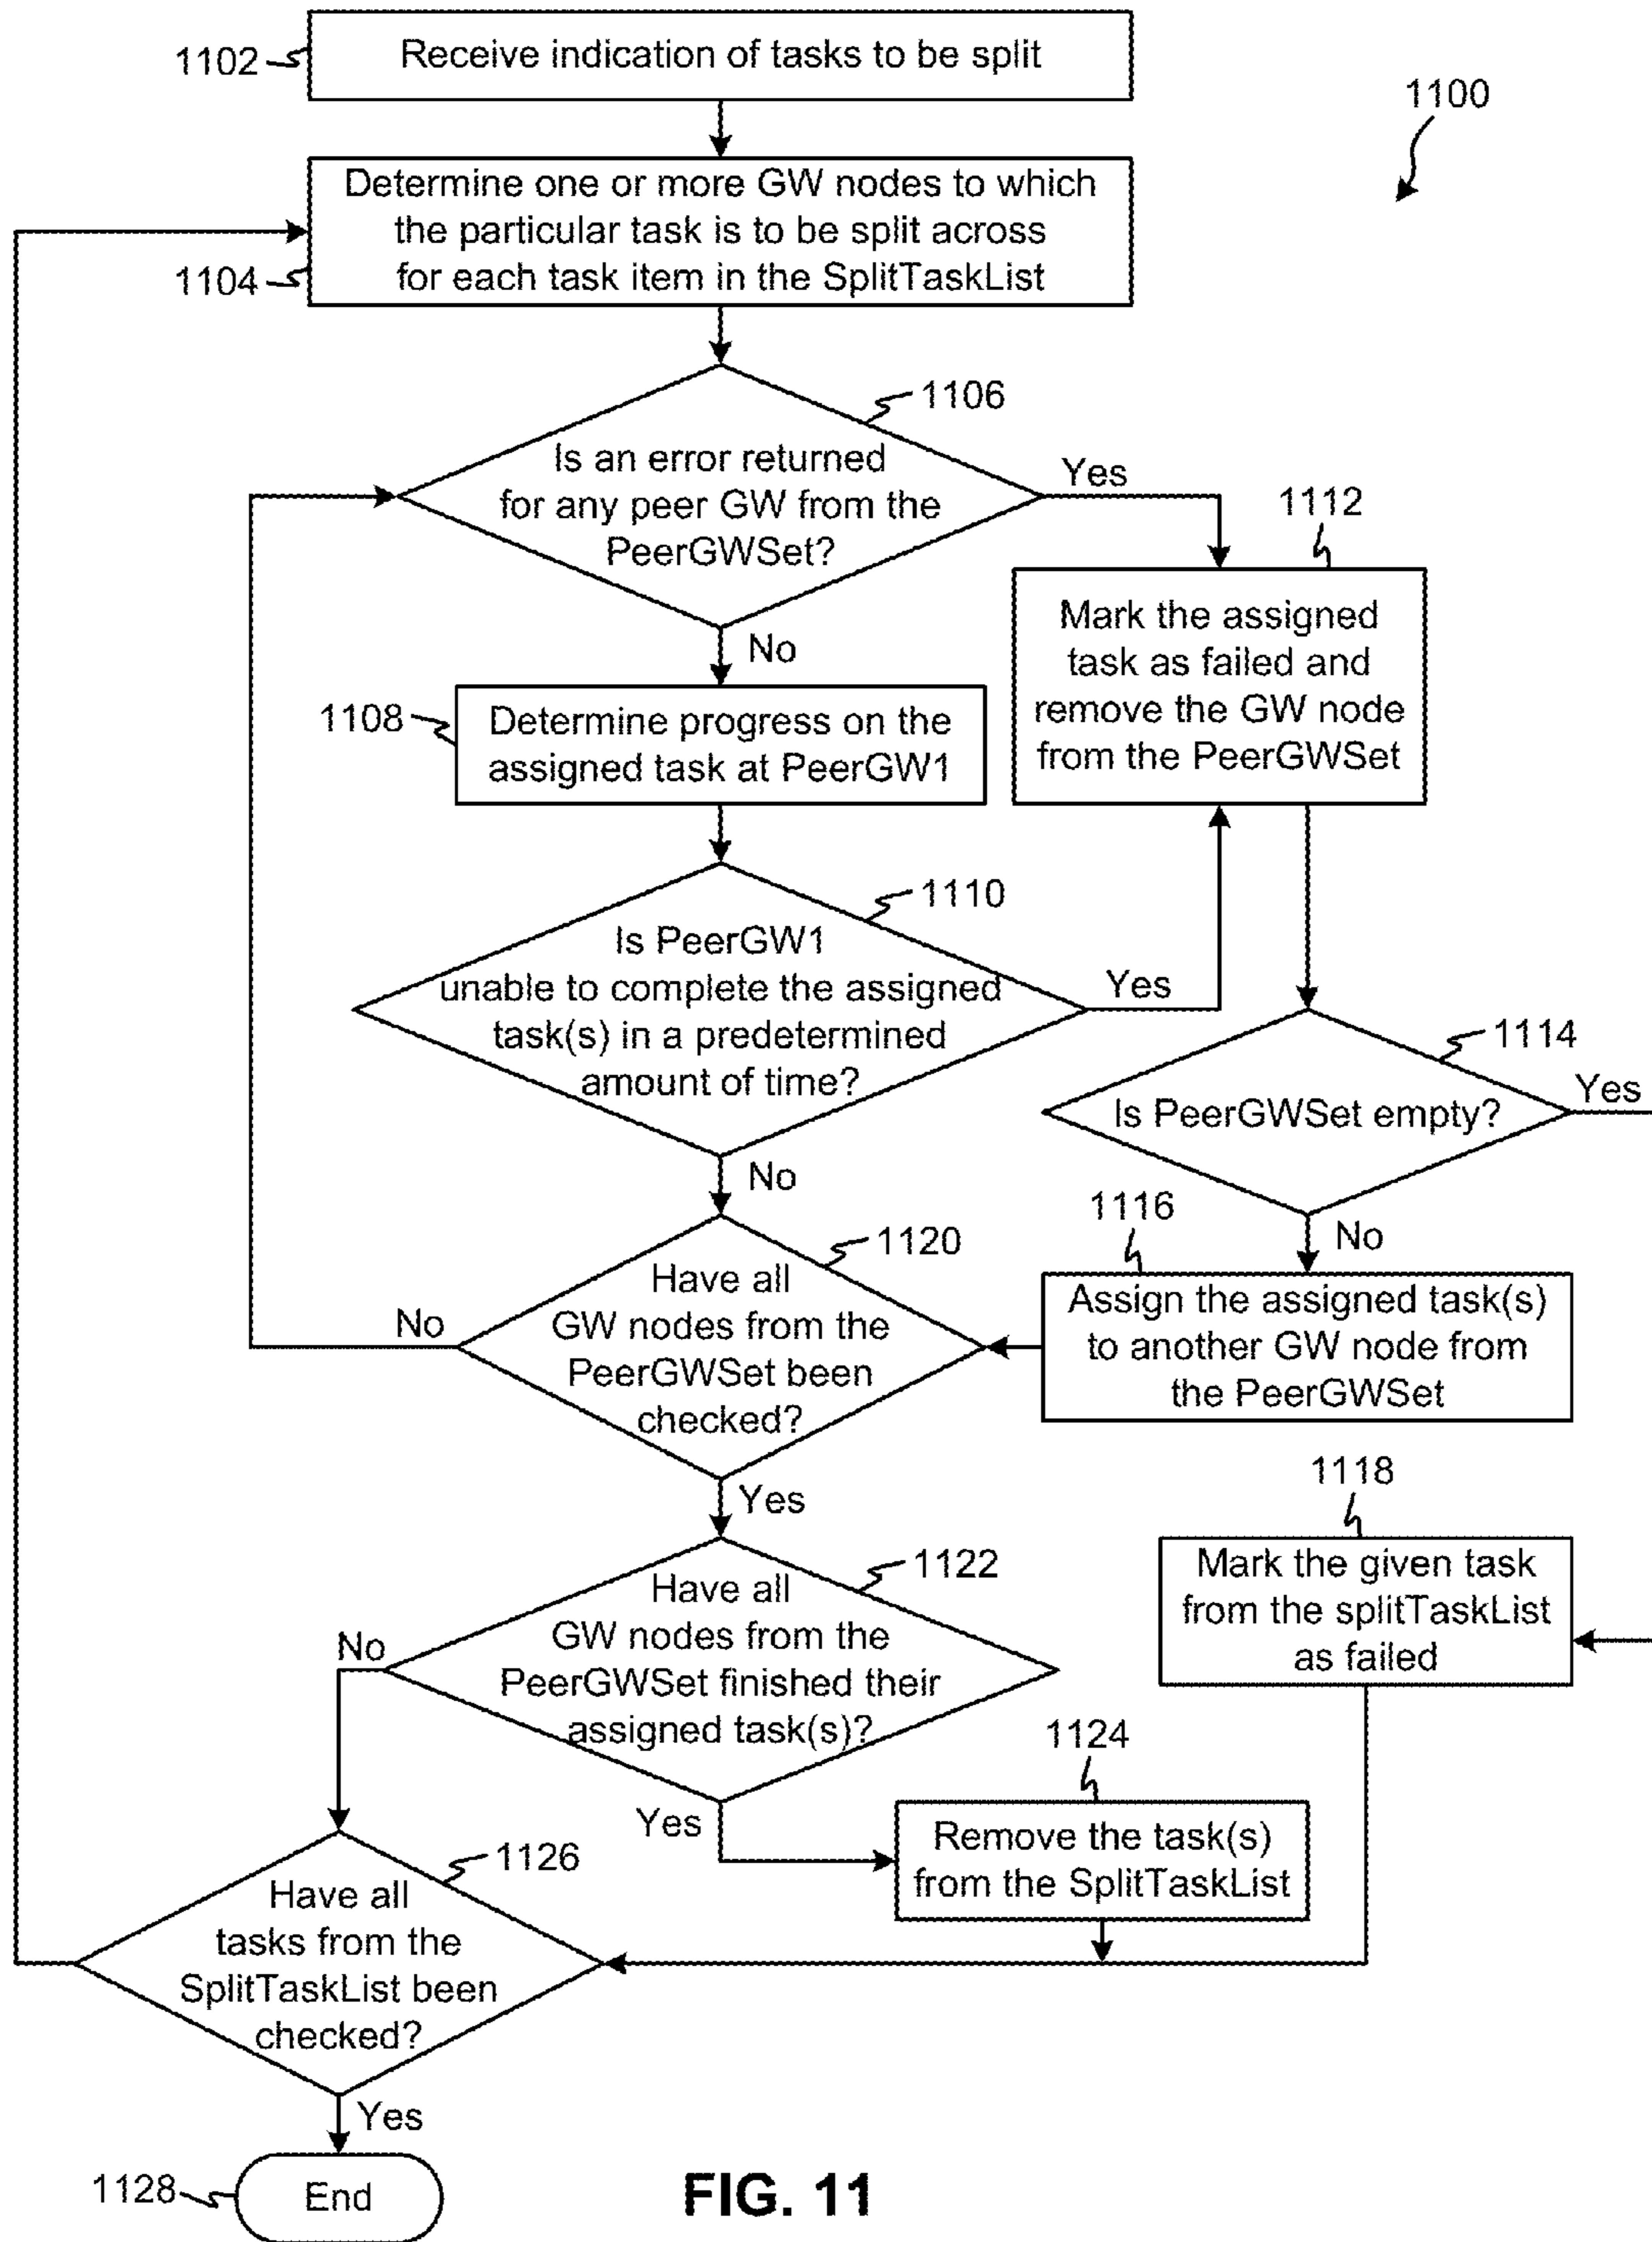 1102
Receive indication of tasks to be split
1100
Determine one or more GW nodes to which
the particular task is to be split across
for each task item in the SplitTaskList
1104
1106
Is an error returned
for any peer GW from the
PeerGWSet?
Yes
No
1112
Mark the assigned
task as failed and
remove the GW node
from the PeerGWSet
1108
Determine progress on the
assigned task at PeerGW1
1110
Is PeerGW1
unable to complete the assigned
task(s) in a predetermined
amount of time?
Yes
No
1114
Is PeerGWSet empty?
Yes
No
1116
Assign the assigned task(s)
to another GW node from
the PeerGWSet
1120
Have all
GW nodes from the
PeerGWSet been
checked?
No
Yes
1118
Mark the given task
from the splitTaskList
as failed
1122
Have all
GW nodes from the
PeerGWSet finished their
assigned task(s)?
No
Yes
1124
Remove the task(s)
from the SplitTaskList
1126
Have all
tasks from the
SplitTaskList been
checked?
Yes
1128
End
FIG. 11